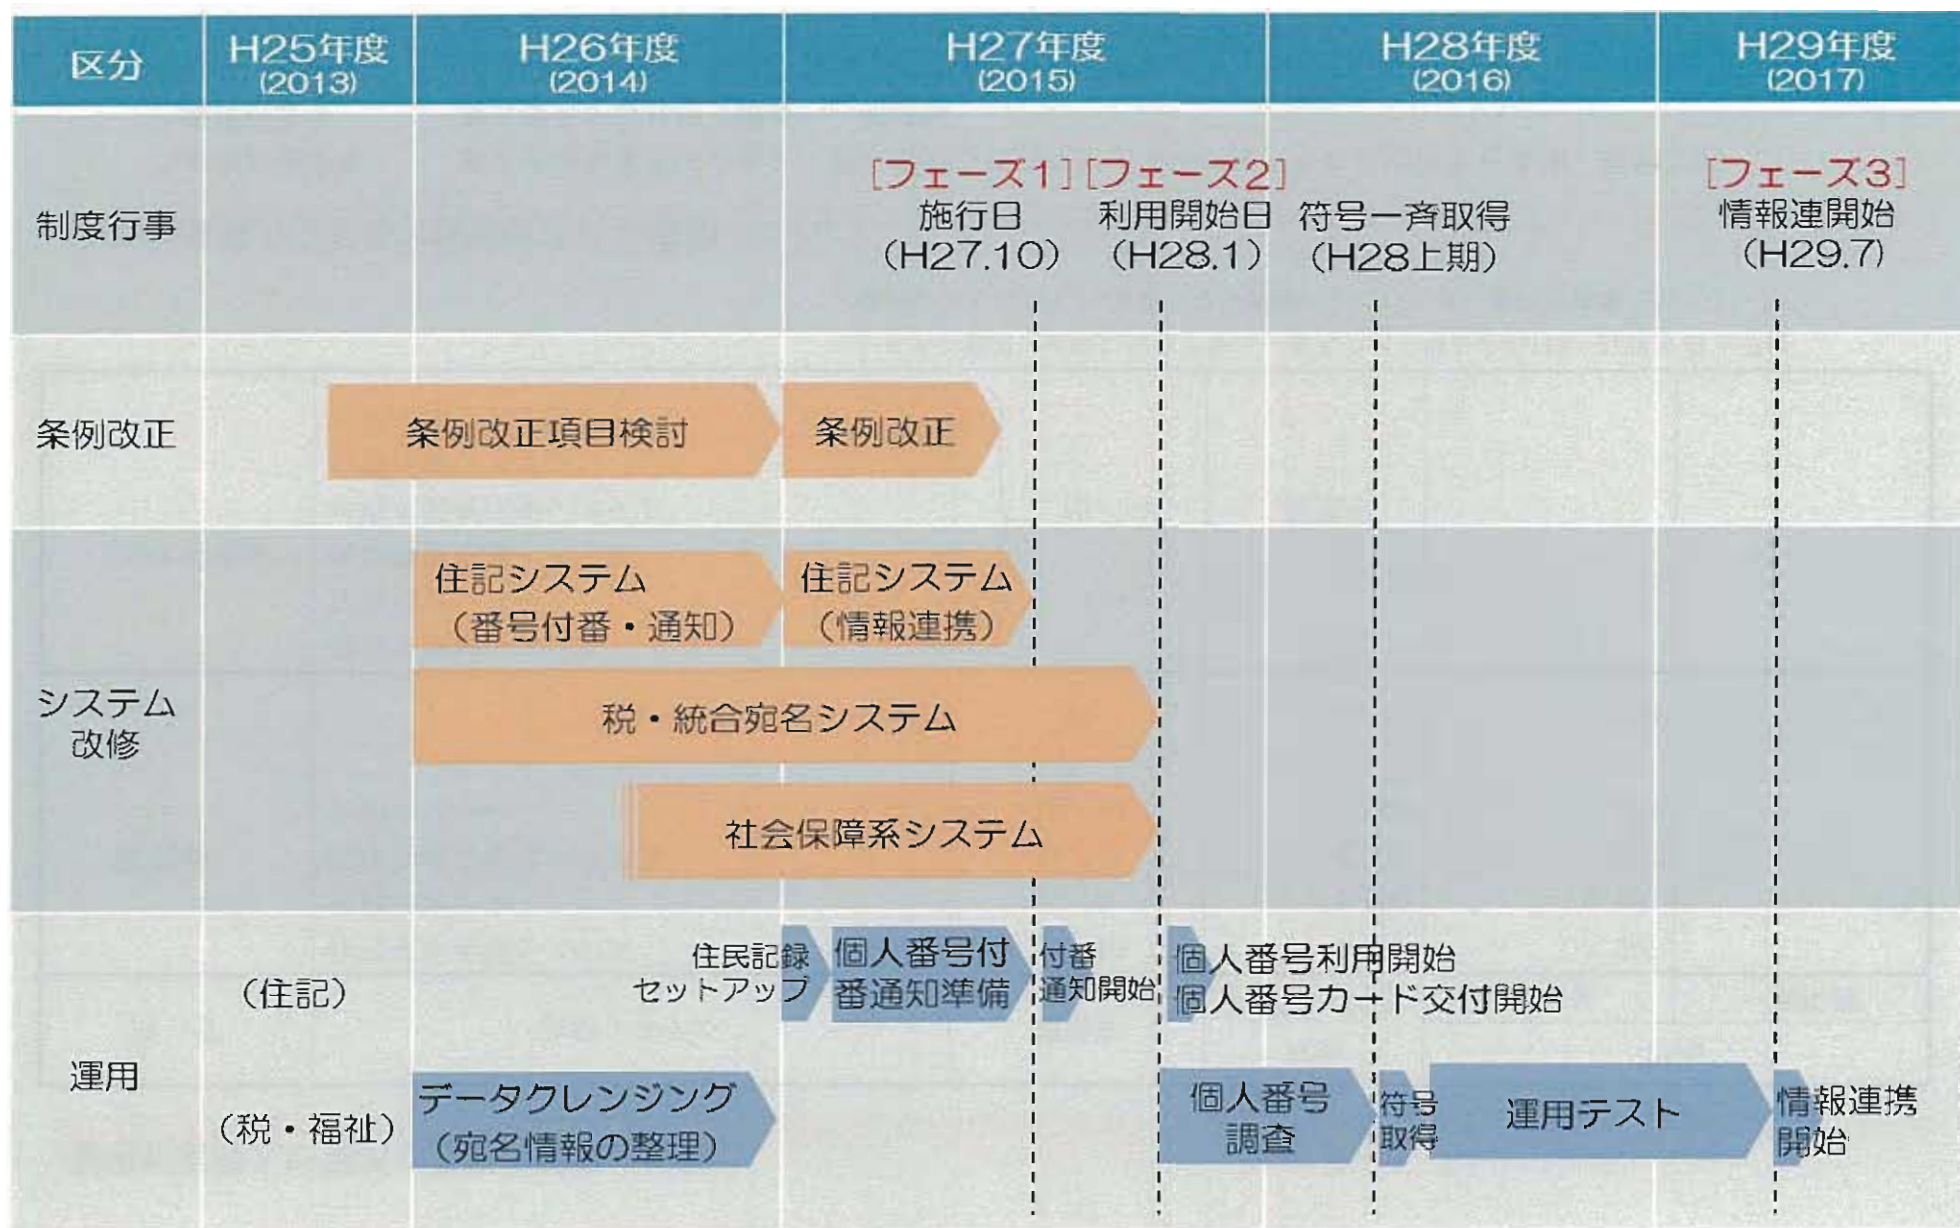 区分
H25年度
(2013)
H26年度
(2014)
H27年度
(2015)
H28年度
(2016)
H29年度
(2017)
制度行事
[フェーズ1]
施行日
(H27.10)
[フェーズ2]
利用開始日
(H28.1)
符号一斉取得
(H28上期)
[フェーズ3]
情報連開始
(H29.7)
条例改正
条例改正項目検討
条例改正
システム
改修
住記システム
(番号付番・通知)
住記システム
(情報連携)
税・統合宛名システム
社会保障系システム
運用
(住記)
住民記録
セットアップ
個人番号付
番通知準備
付番
通知開始
個人番号利用開始
個人番号カード交付開始
(税・福祉)
データクレンジング
(宛名情報の整理)
個人番号
調査
符号
取得
運用テスト
情報連携
開始